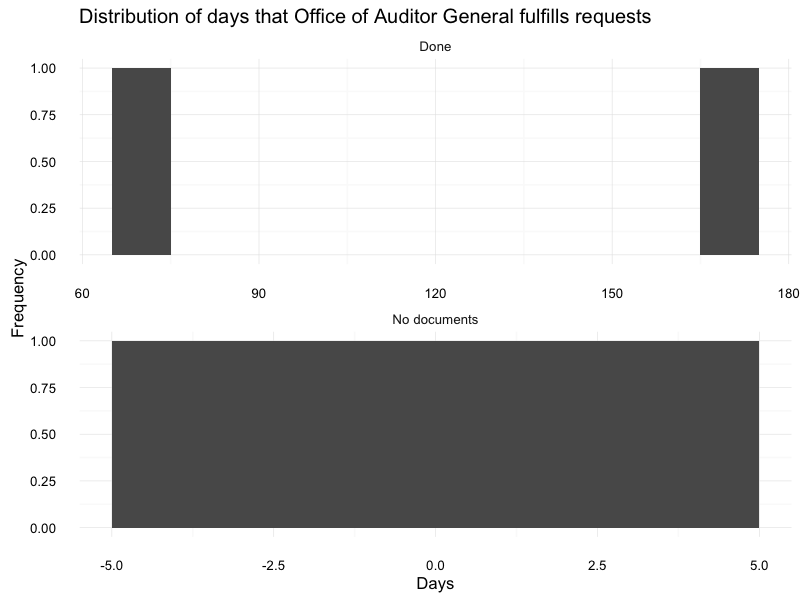 Distribution of days that Office of Auditor General fulfills requests
Done
1.00
0.75
0.50
0.25
0.00
60 90 120 150 180
Frequency
No documents
1.00
0.75
0.50
0.25
0.00
-5.0 -2.5 0.0 2.5 5.0
Days